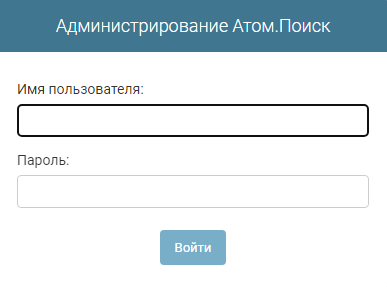 Администрирование Атом.Поиск
Имя пользователя:
Пароль:
Войти